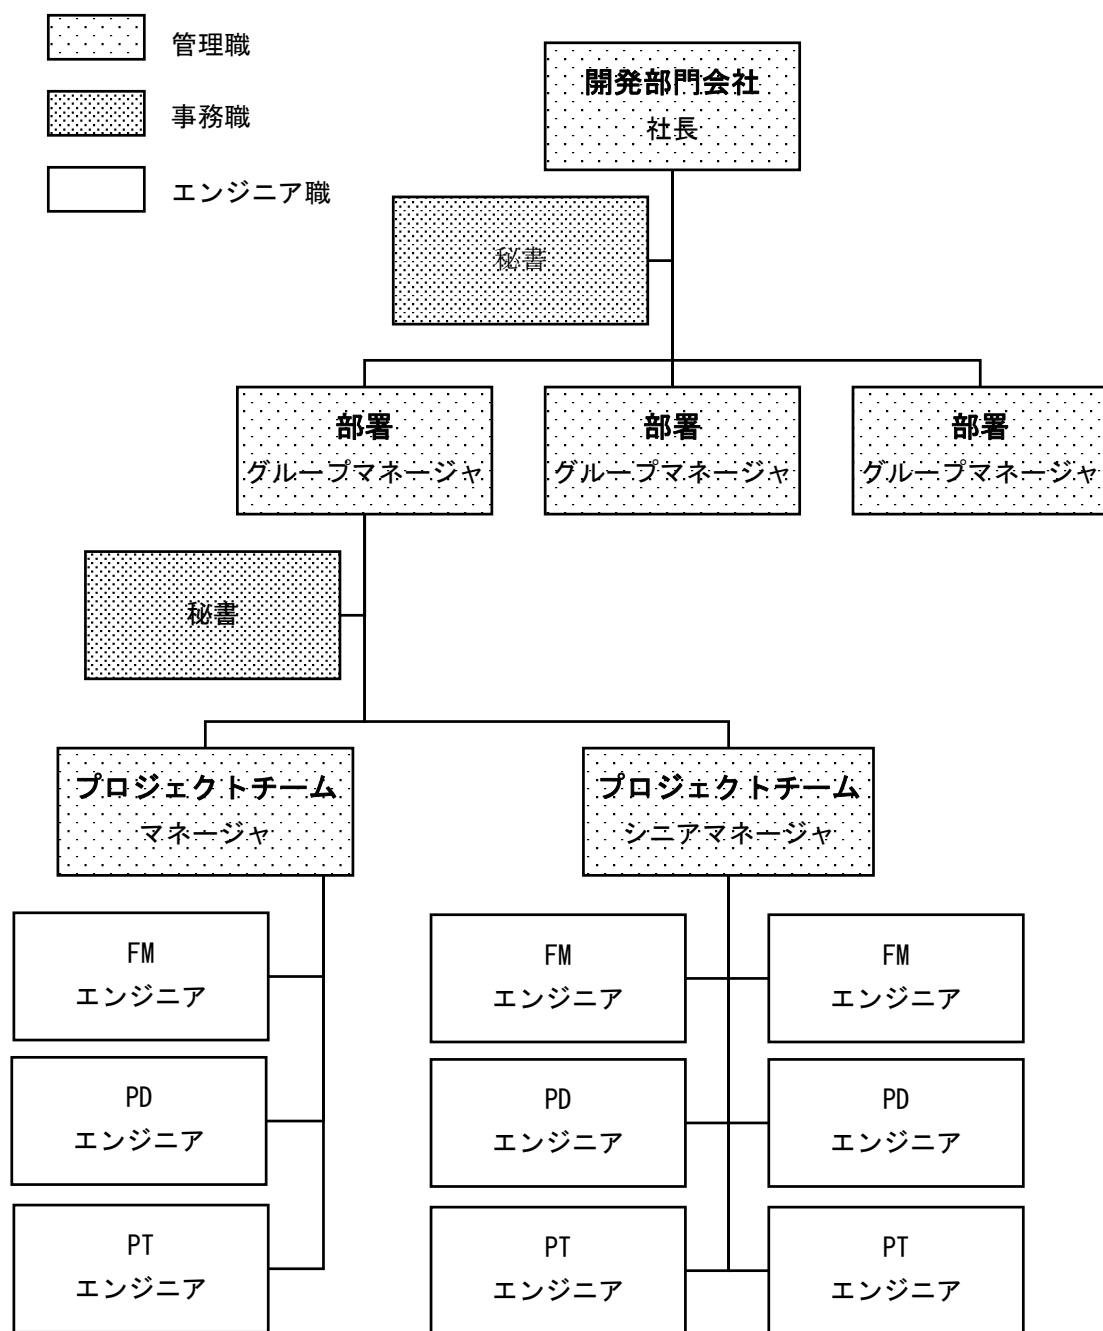 管理職
事務職
エンジニア職
開発部門会社
社長
秘書
部署
グループマネージャ
部署
グループマネージャ
部署
グループマネージャ
秘書
プロジェクトチーム
マネージャ
プロジェクトチーム
シニアマネージャ
FM
エンジニア
PD
エンジニア
PT
エンジニア
FM
エンジニア
FM
エンジニア
PD
エンジニア
PD
エンジニア
PT
エンジニア
PT
エンジニア